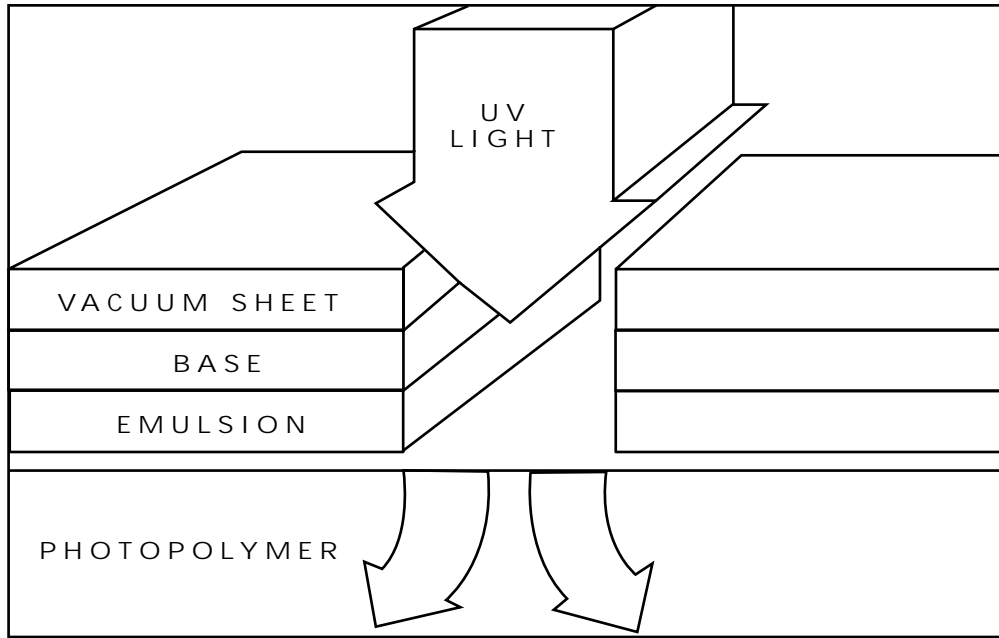 UV
LIGHT
VACUUM SHEET
BASE
EMULSION
PHOTOPOLYMER